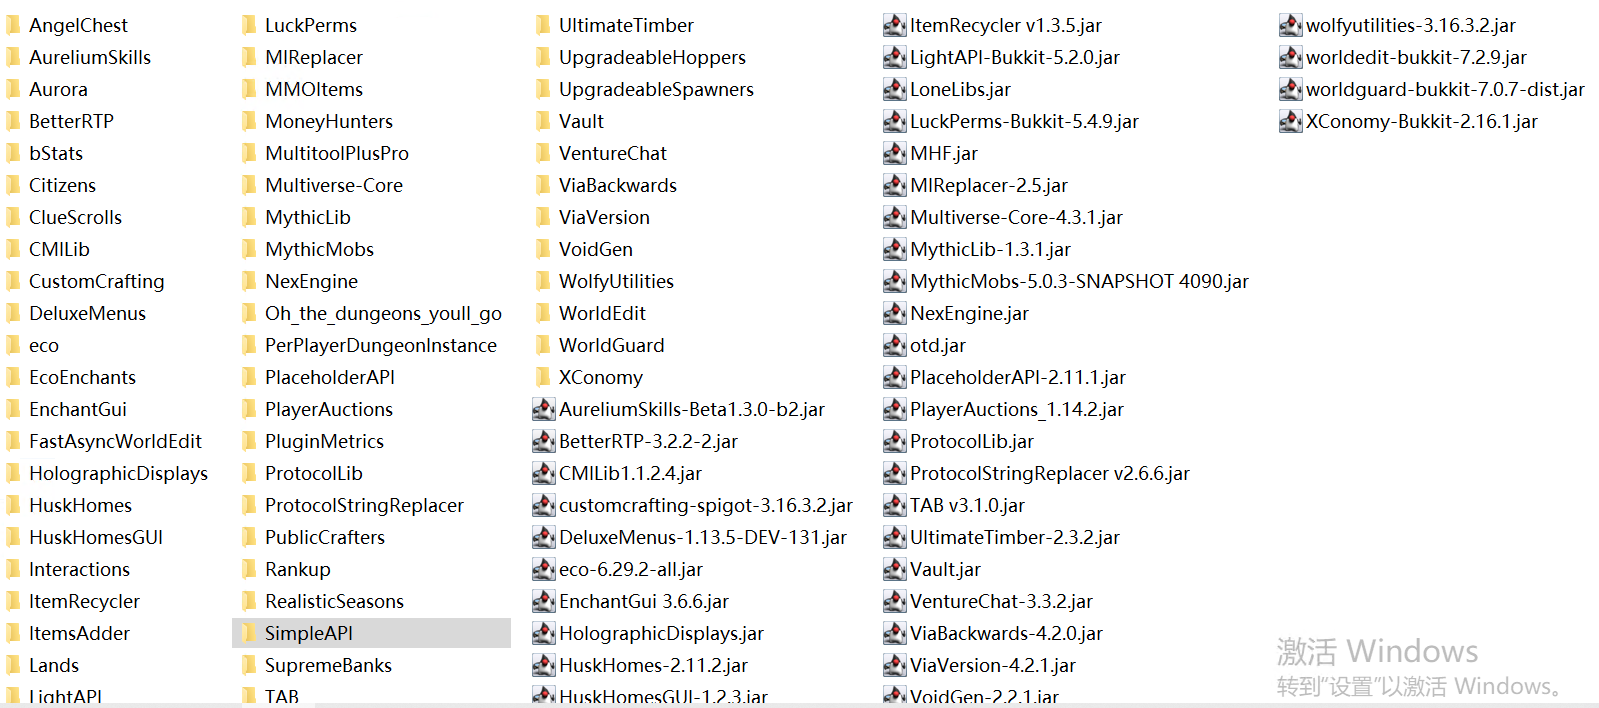 AngelChest
AureliumSkills
Aurora
BetterRTP
bStats
Citizens
ClueScrolls
CMILib
CustomCrafting
DeluxeMenus
eco
EcoEnchants
EnchantGui
FastAsyncWorldEdit
HolographicDisplays
HuskHomes
HuskHomesGUI
Interactions
ItemRecycler
ItemsAdder
Lands
LightAPI
LuckPerms
MIReplacer
MMOItems
MoneyHunters
MultitoolPlusPro
Multiverse-Core
MythicLib
MythicMobs
NexEngine
Oh_the_dungeons_youll_go
PerPlayerDungeonInstance
PlaceholderAPI
PlayerAuctions
PluginMetrics
ProtocolLib
ProtocolStringReplacer
PublicCrafters
Rankup
RealisticSeasons
SimpleAPI
SupremeBanks
TAB
UltimateTimber
UpgradeableHoppers
UpgradeableSpawners
Vault
VentureChat
ViaBackwards
ViaVersion
VoidGen
WolfyUtilities
WorldEdit
WorldGuard
XConomy
AureliumSkills-Beta1.3.0-b2.jar
BetterRTP-3.2.2-2.jar
CMILib1.1.2.4.jar
customcrafting-spigot-3.16.3.2.jar
DeluxeMenus-1.13.5-DEV-131.jar
eco-6.29.2-all.jar
EnchantGui 3.6.6.jar
HolographicDisplays.jar
HuskHomes-2.11.2.jar
HuskHomesGUI-1.2.3.jar
ItemRecycler v1.3.5.jar
LightAPI-Bukkit-5.2.0.jar
LoneLibs.jar
LuckPerms-Bukkit-5.4.9.jar
MHF.jar
MIReplacer-2.5.jar
Multiverse-Core-4.3.1.jar
MythicLib-1.3.1.jar
MythicMobs-5.0.3-SNAPSHOT 4090.jar
NexEngine.jar
otd.jar
PlaceholderAPI-2.11.1.jar
PlayerAuctions_1.14.2.jar
ProtocolLib.jar
ProtocolStringReplacer v2.6.6.jar
TAB v3.1.0.jar
UltimateTimber-2.3.2.jar
Vault.jar
VentureChat-3.3.2.jar
ViaBackwards-4.2.0.jar
ViaVersion-4.2.1.jar
VoidGen-2.2.1.jar
wolfyutilities-3.16.3.2.jar
worldedit-bukkit-7.2.9.jar
worldguard-bukkit-7.0.7-dist.jar
XConomy-Bukkit-2.16.1.jar
激活 Windows
转到“设置”以激活 Windows。